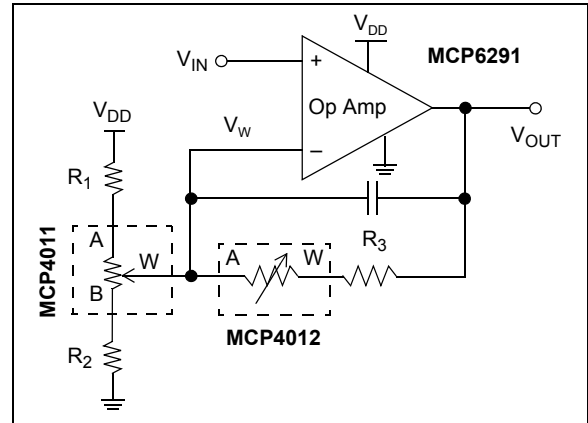 V_DD
MCP6291
V_IN
+
Op Amp
V_DD
V_W
–
V_OUT
R_1
R_3
A
W
A
W
B
MCP4011
MCP4012
R_2